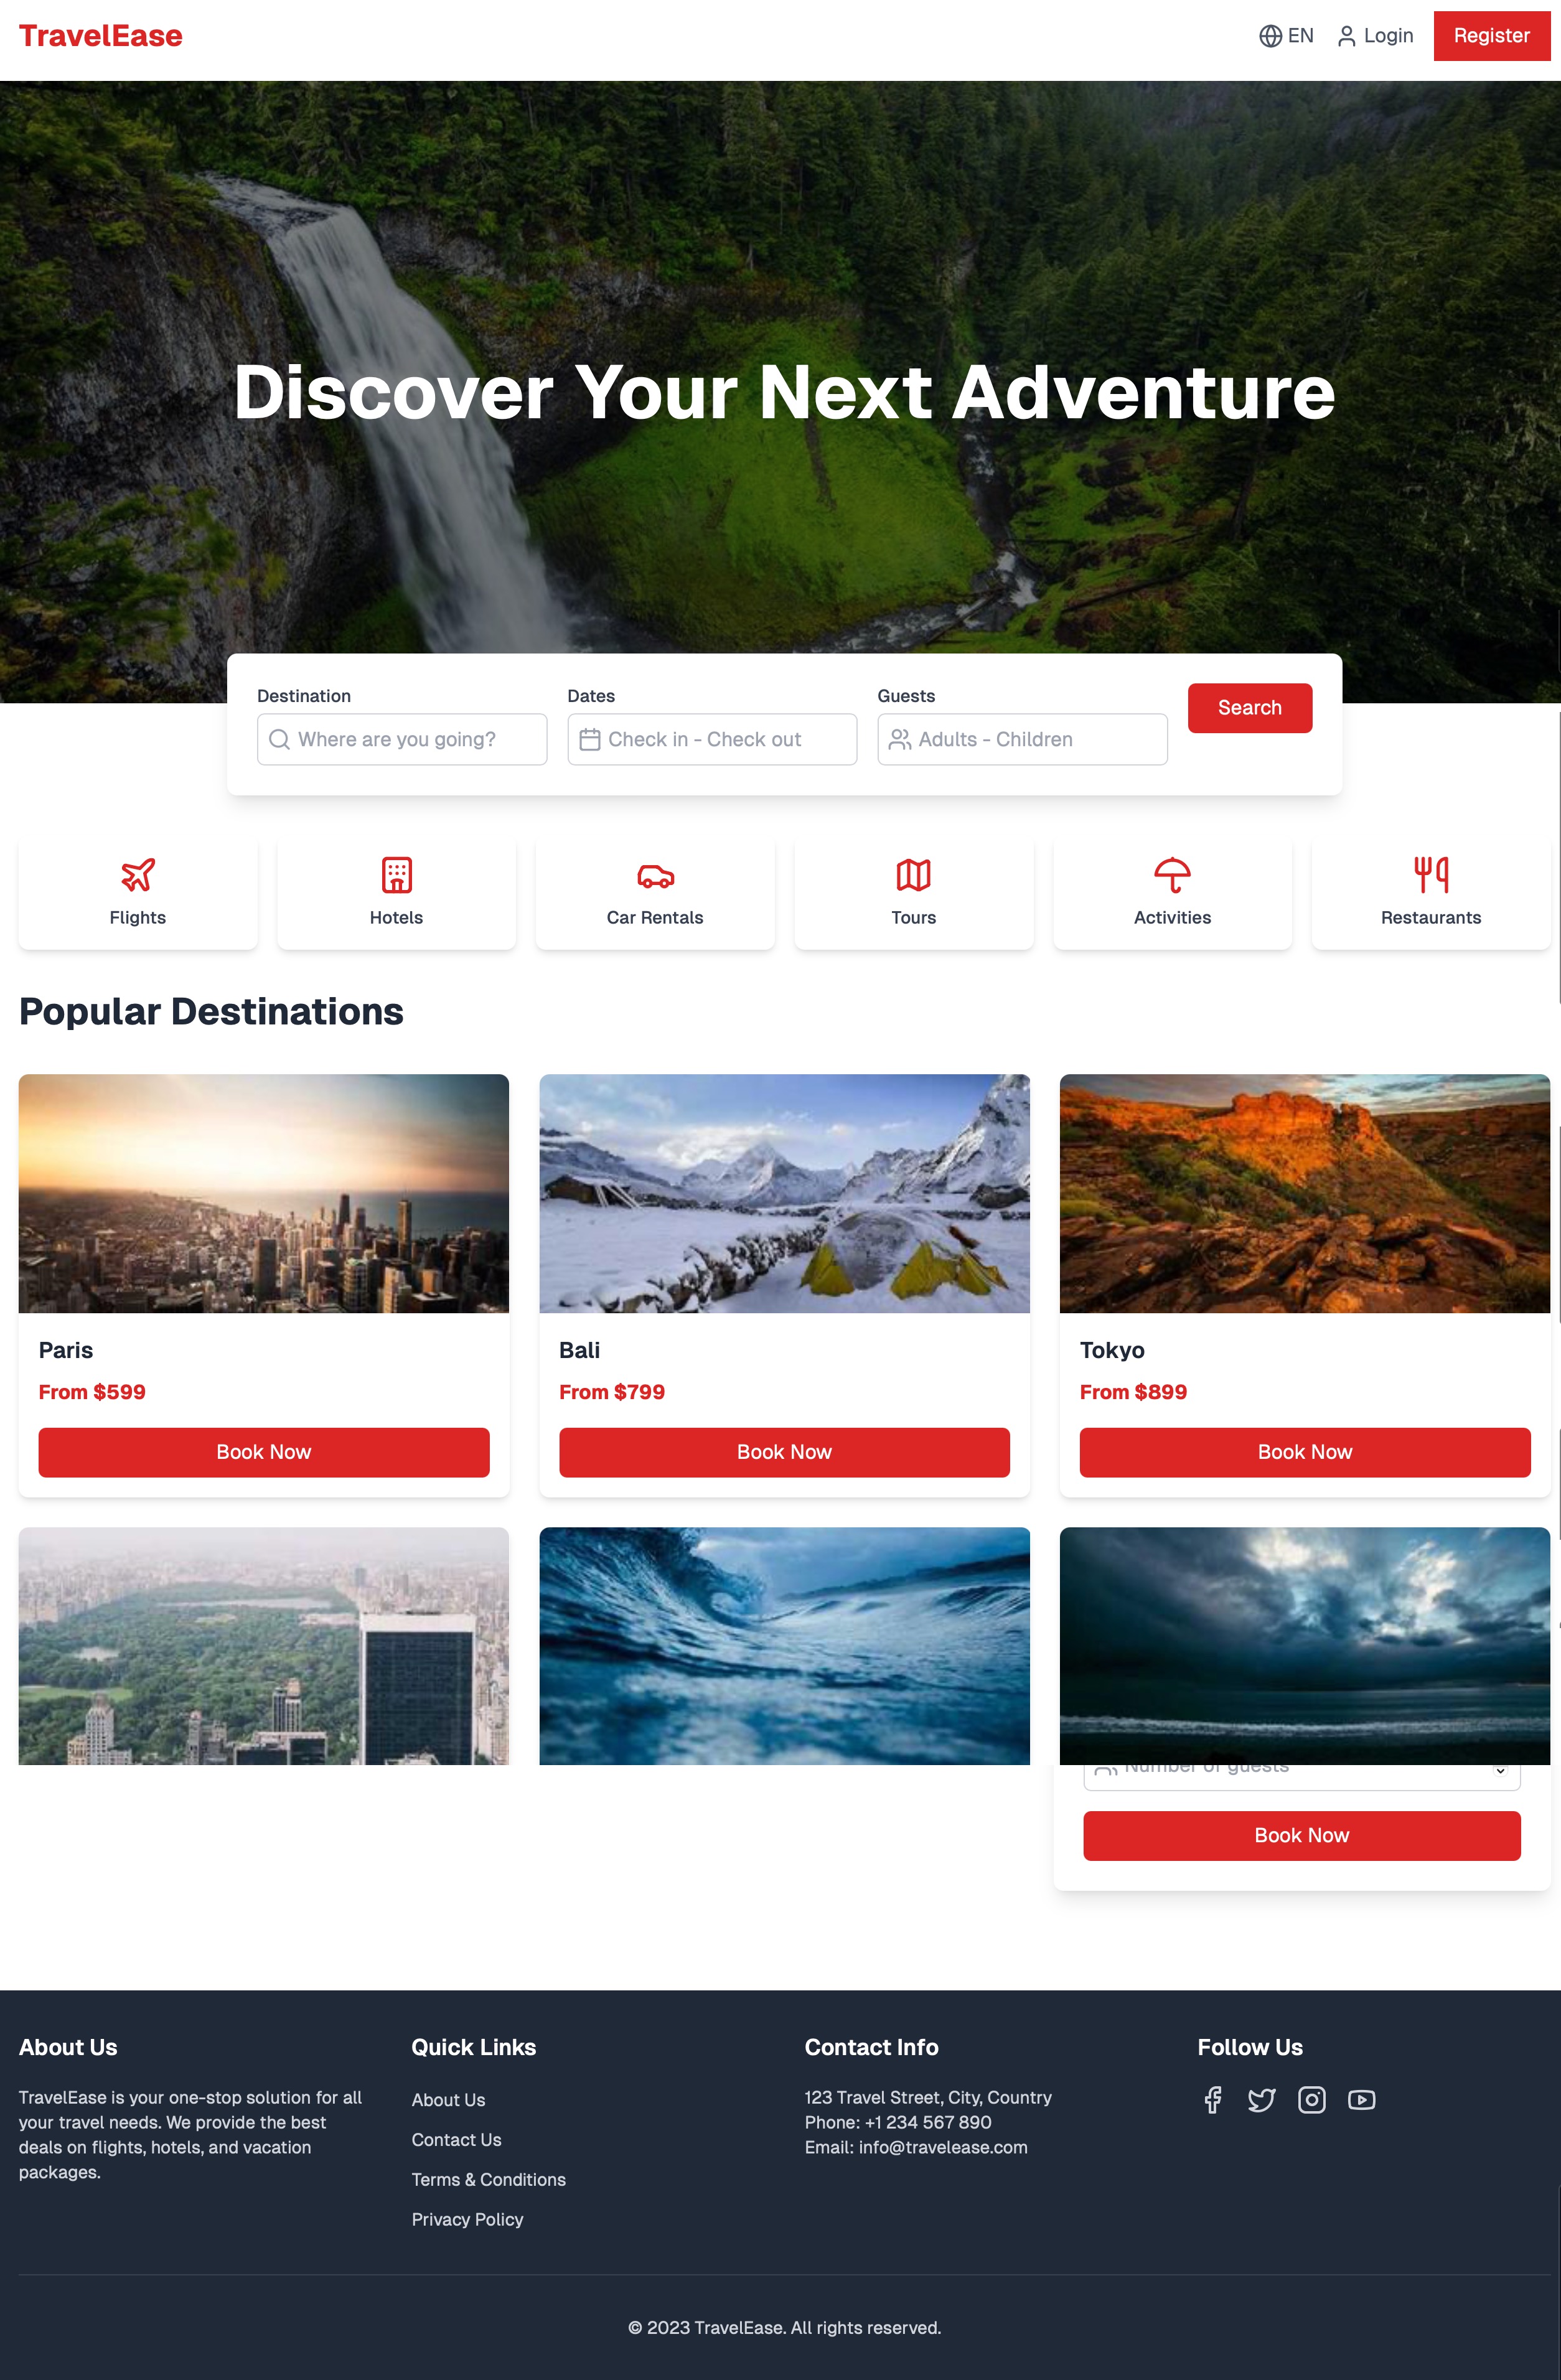 TravelEase
EN
Login
Register
Discover Your Next Adventure
Destination
Dates
Guests
Search
Where are you going?
Check in - Check out
Adults - Children
Flights
Hotels
Car Rentals
Tours
Activities
Restaurants
Popular Destinations
Paris
From $599
Book Now
Bali
From $799
Book Now
Tokyo
From $899
Book Now
Number of guests
Book Now
About Us
TravelEase is your one-stop solution for all
your travel needs. We provide the best
deals on flights, hotels, and vacation
packages.
Quick Links
About Us
Contact Us
Terms & Conditions
Privacy Policy
Contact Info
123 Travel Street, City, Country
Phone: +1 234 567 890
Email: info@travelease.com
Follow Us
© 2023 TravelEase. All rights reserved.